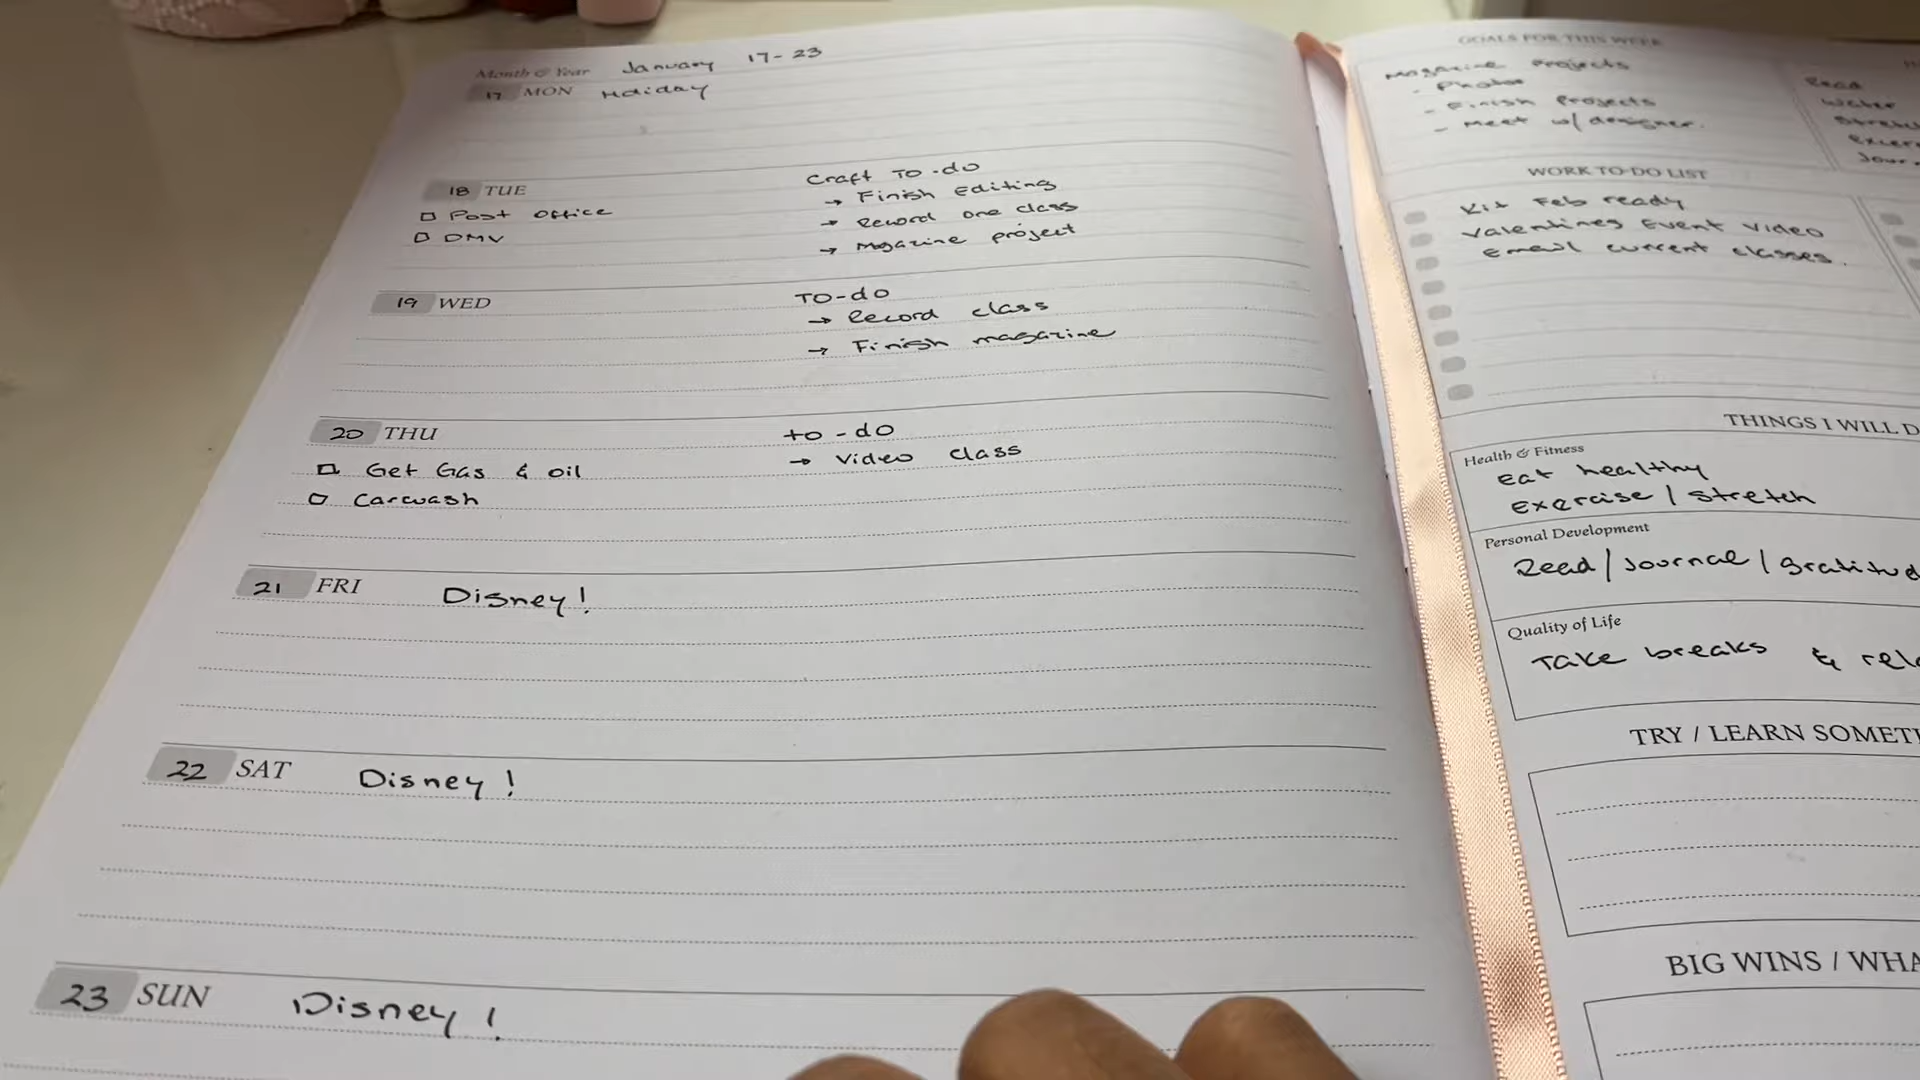 Month & Year January 17-23
17 MON Holiday
18 TUE
Post Office
DMV
Craft To-do
→ Finish Editing
→ Record one class
→ Magazine project
19 WED
TO-do
→ Record class
→ Finish magazine
20 THU
Get Gas & oil
Carwash
to-do
→ Video class
21 FRI Disney!
22 SAT Disney!
23 SUN Disney!
GOALS FOR THIS WEEK
Magazine Projects
- Photos
- Finish Projects
- Meet w/ designer.
Read
Water
Stretch
WORK TO-DO LIST
Kit Feb ready
Valentines Event Video
Email current classes.
THINGS I WILL D
Health & Fitness
Eat healthy
Exercise / Stretch
Personal Development
Read / Journal / gratitud
Quality of Life
Take breaks & rel
TRY / LEARN SOMET
BIG WINS / WHA